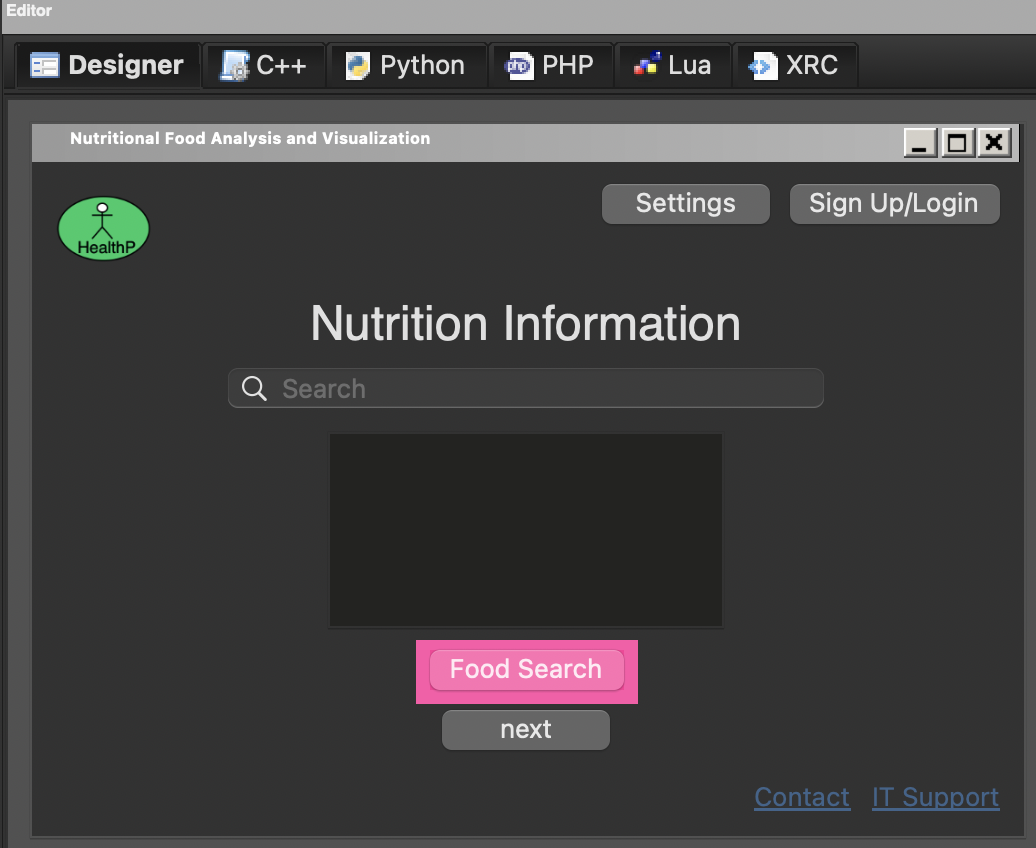 Editor
Designer C++ Python PHP Lua XRC
Nutritional Food Analysis and Visualization
Settings Sign Up/Login
HealthP
Nutrition Information
Search
Food Search
next
Contact IT Support